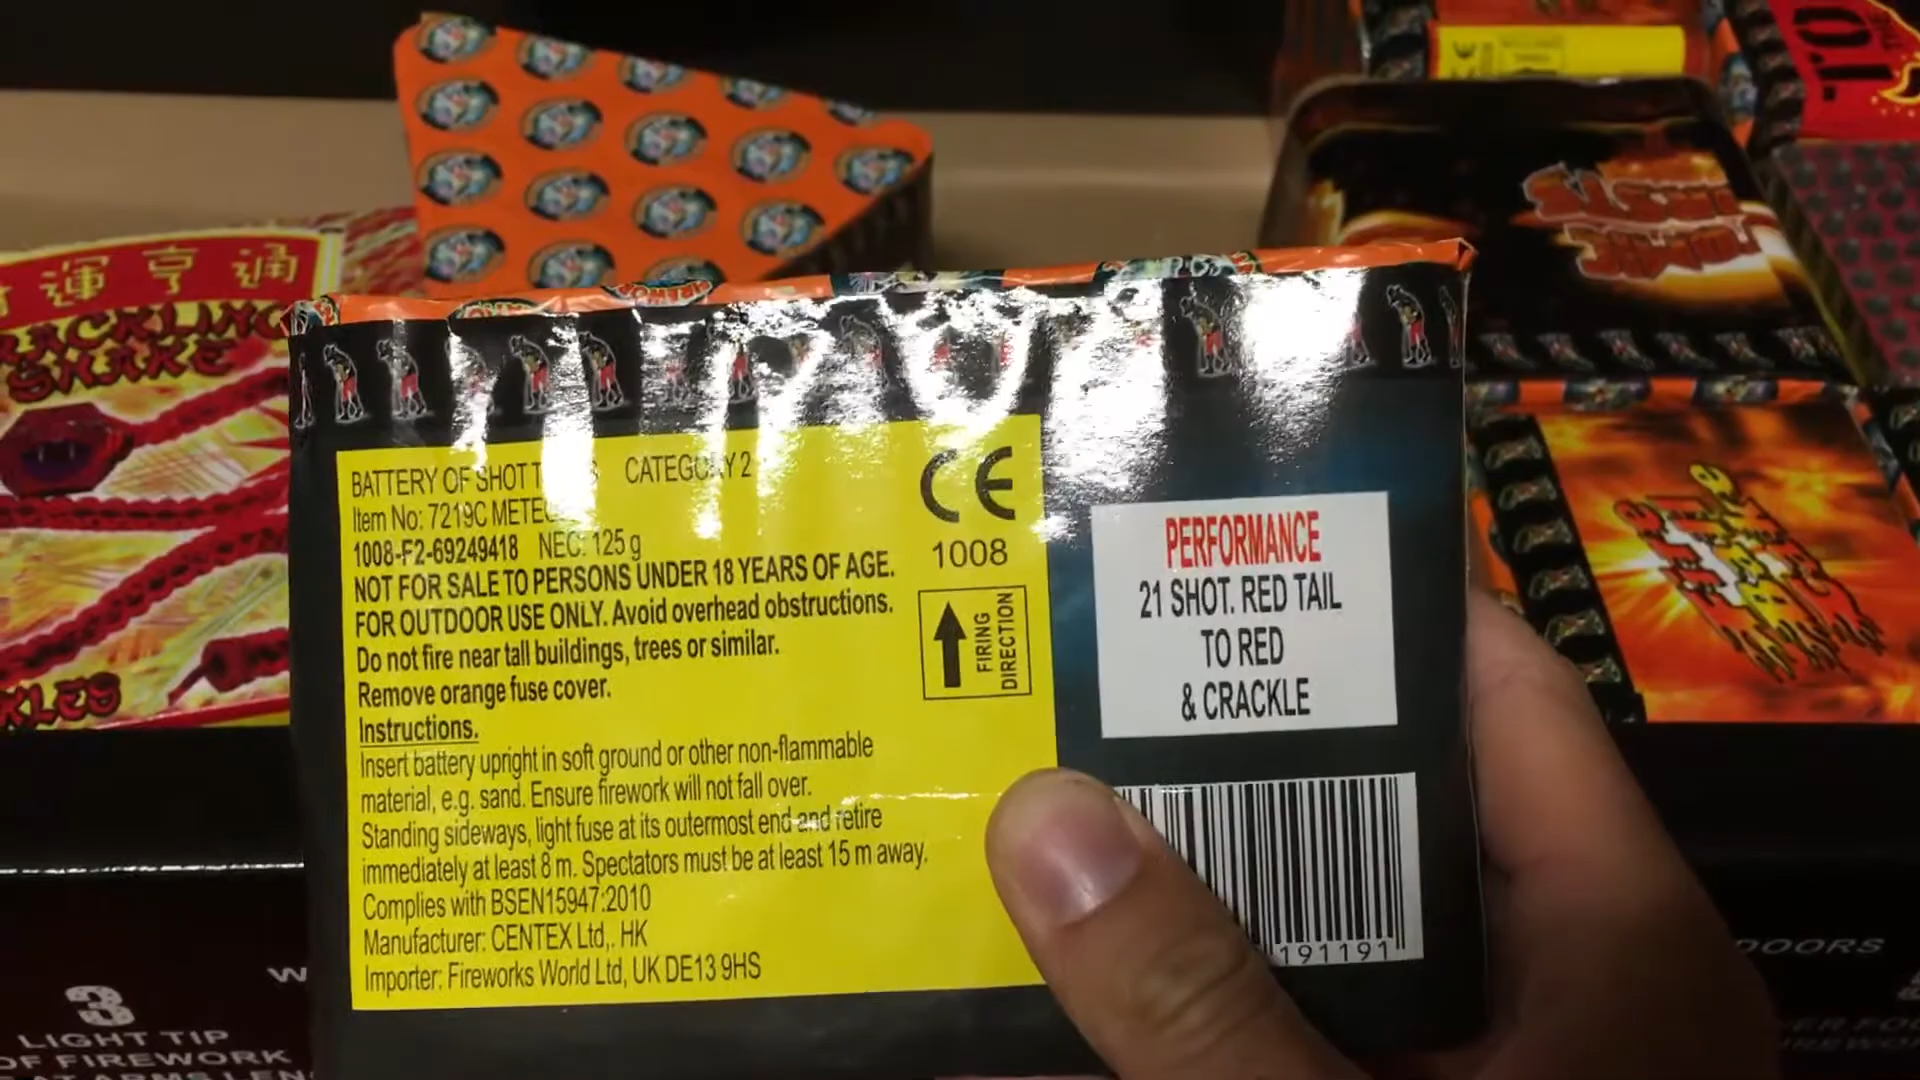 運 亨 通
SNAKE
BATTERY OF SHOT CATEGORY 2
Item No: 7219C
1008-F2-69249418 NEC: 125 g
NOT FOR SALE TO PERSONS UNDER 18 YEARS OF AGE.
FOR OUTDOOR USE ONLY. Avoid overhead obstructions.
Do not fire near tall buildings, trees or similar.
Remove orange fuse cover.
Instructions.
Insert battery upright in soft ground or other non-flammable
material, e.g. sand. Ensure firework will not fall over.
Standing sideways, light fuse at its outermost end and retire
immediately at least 8 m. Spectators must be at least 15 m away.
Complies with BSEN15947:2010
Manufacturer: CENTEX Ltd,. HK
Importer: Fireworks World Ltd, UK DE13 9HS
CE
1008
FIRING
DIRECTION
PERFORMANCE
21 SHOT. RED TAIL
TO RED
& CRACKLE
191191
3
LIGHT TIP
OF FIREWORK
DOORS